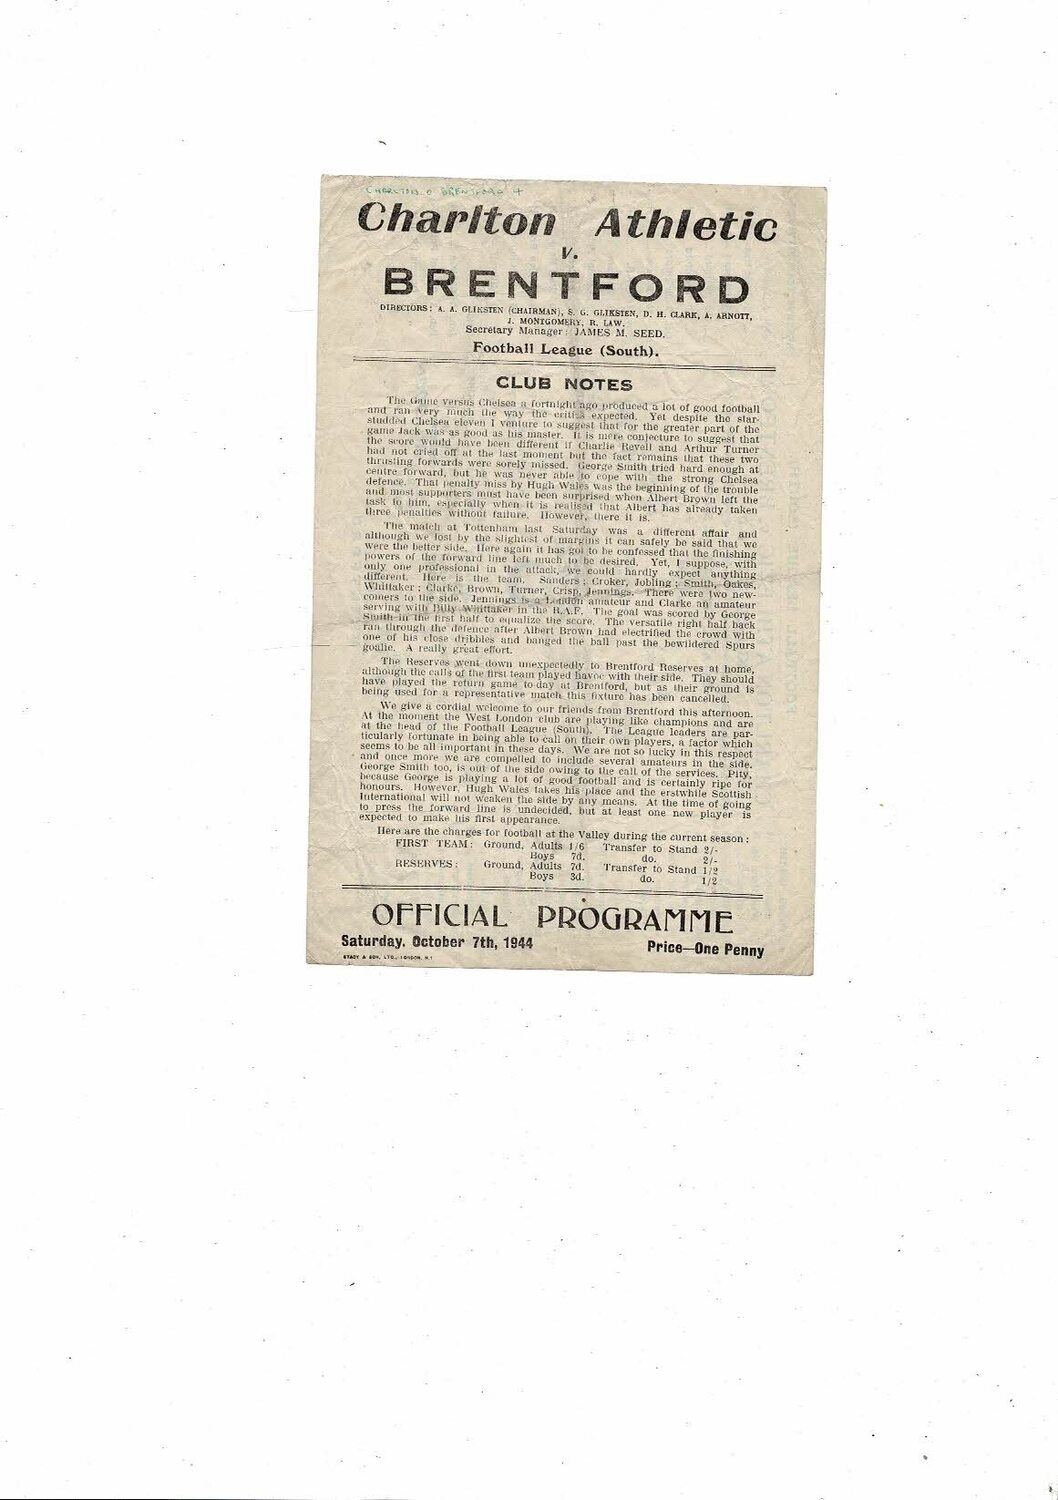 CHARLTON 0 BRENTFORD 4
Charlton Athletic
v.
BRENTFORD
DIRECTORS: A. A. GLIKSTEN (CHAIRMAN), S. G. GLIKSTEN, D. H. CLARK, A. ARNOTT,
J. MONTGOMERY, R. LAW.
Secretary Manager: JAMES M. SEED.
Football League (South).
CLUB NOTES
The Game versus Chelsea a fortnight ago produced a lot of good football
and ran very much the way the critics expected. Yet despite the star-
studded Chelsea eleven I venture to suggest that for the greater part of the
game Jack was as good as his master. It is mere conjecture to suggest that
the score would have been different if Charlie Revell and Arthur Turner
had not cried off at the last moment but the fact remains that these two
thrusting forwards were sorely missed. George Smith tried hard enough at
centre forward, but he was never able to cope with the strong Chelsea
defence. That penalty miss by Hugh Wales was the beginning of the trouble
and most supporters must have been surprised when Albert Brown left the
task to him, especially when it is realised that Albert has already taken
three penalties without failure. However, there it is.
The match at Tottenham last Saturday was a different affair and
although we lost by the slightest of margins it can safely be said that we
were the better side. Here again it has got to be confessed that the finishing
powers of the forward line left much to be desired. Yet, I suppose, with
only one professional in the attack, we could hardly expect anything
different. Here is the team. Sanders; Croker, Jobling; Smith, Oakes,
Whittaker; Clarke, Brown, Turner, Crisp, Jennings. There were two new-
comers to the side. Jennings is a London amateur and Clarke an amateur
serving with Billy Whittaker in the R.A.F. The goal was scored by George
Smith in the first half to equalize the score. The versatile right half back
ran through the defence after Albert Brown had electrified the crowd with
one of his close dribbles and banged the ball past the bewildered Spurs
goalie. A really great effort.
The Reserves went down unexpectedly to Brentford Reserves at home,
although the calls of the first team played havoc with their side. They should
have played the return game to-day at Brentford, but as their ground is
being used for a representative match this fixture has been cancelled.
We give a cordial welcome to our friends from Brentford this afternoon.
At the moment the West London club are playing like champions and are
at the head of the Football League (South). The League leaders are par-
ticularly fortunate in being able to call on their own players, a factor which
seems to be all important in these days. We are not so lucky in this respect
and once more we are compelled to include several amateurs in the side.
George Smith too, is out of the side owing to the call of the services. Pity,
because George is playing a lot of good football and is certainly ripe for
honours. However, Hugh Wales takes his place and the erstwhile Scottish
International will not weaken the side by any means. At the time of going
to press the forward line is undecided, but at least one new player is
expected to make his first appearance.
Here are the charges for football at the Valley during the current season:
FIRST TEAM: Ground, Adults 1/6 Transfer to Stand 2/-
Boys 7d. do. 2/-
RESERVES: Ground, Adults 7d. Transfer to Stand 1/2
Boys 3d. do. 1/2
OFFICIAL PROGRAMME
Saturday, October 7th, 1944 Price—One Penny
STACY & SON, LTD., LONDON, N.1